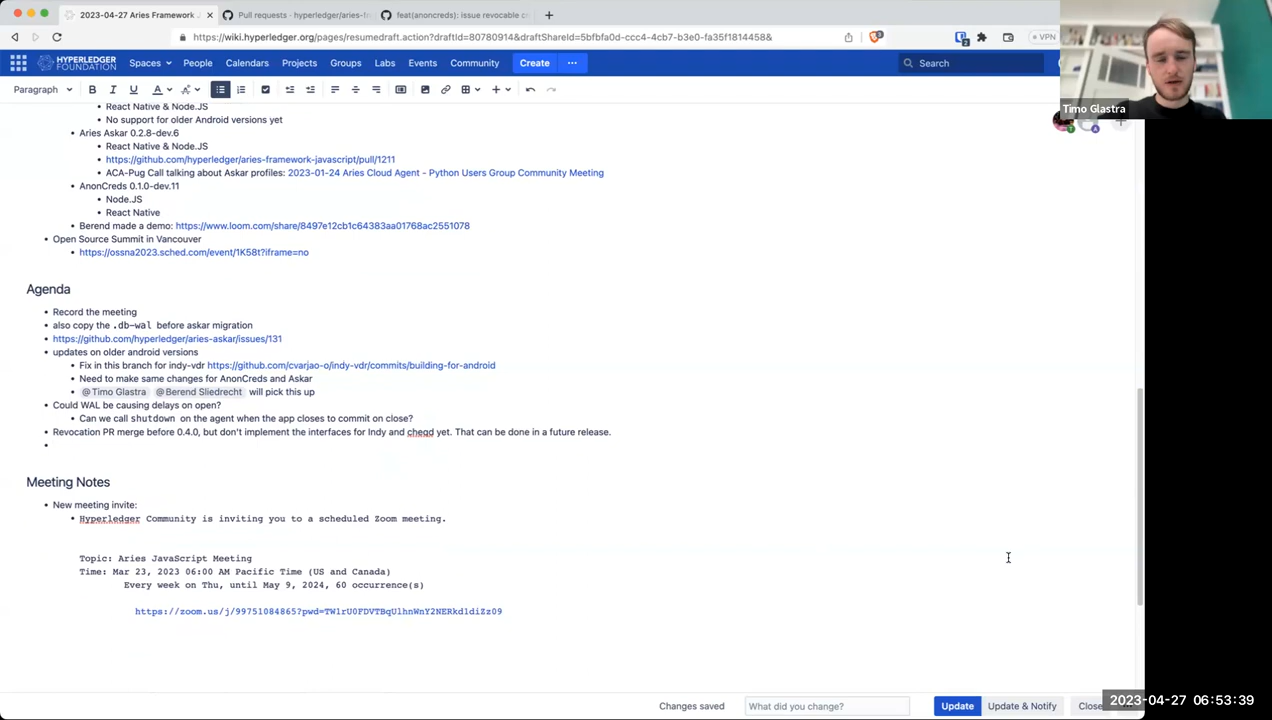 2023-04-27 Aries Framework J
Pull requests · hyperledger/aries-fr
feat(anoncreds): issue revocable cr
https://wiki.hyperledger.org/pages/resumedraft.action?draftId=80780914&draftShareId=5bfbfa0d-ccc4-4cb7-b3e0-fa35f1814458&
VPN
HYPERLEDGER FOUNDATION
Spaces People Calendars Projects Groups Labs Events Community Create Search
Timo Glastra
Paragraph B I U A
React Native & Node.JS
No support for older Android versions yet
Aries Askar 0.2.8-dev.6
React Native & Node.JS
https://github.com/hyperledger/aries-framework-javascript/pull/1211
ACA-Pug Call talking about Askar profiles: 2023-01-24 Aries Cloud Agent - Python Users Group Community Meeting
AnonCreds 0.1.0-dev.11
Node.JS
React Native
Berend made a demo: https://www.loom.com/share/8497e12cb1c64383aa01768ac2551078
Open Source Summit in Vancouver
https://ossna2023.sched.com/event/1K58t?iframe=no
Agenda
Record the meeting
also copy the .db-wal before askar migration
https://github.com/hyperledger/aries-askar/issues/131
updates on older android versions
Fix in this branch for indy-vdr https://github.com/cvarjao-o/indy-vdr/commits/building-for-android
Need to make same changes for AnonCreds and Askar
@Timo Glastra @Berend Sliedrecht will pick this up
Could WAL be causing delays on open?
Can we call shutdown on the agent when the app closes to commit on close?
Revocation PR merge before 0.4.0, but don't implement the interfaces for Indy and cheqd yet. That can be done in a future release.
Meeting Notes
New meeting invite:
Hyperledger Community is inviting you to a scheduled Zoom meeting.
Topic: Aries JavaScript Meeting
Time: Mar 23, 2023 06:00 AM Pacific Time (US and Canada)
Every week on Thu, until May 9, 2024, 60 occurrence(s)
https://zoom.us/j/99751084865?pwd=TW1rU0FDVTBqUlhnWnY2NERkd1diZz09
Changes saved
What did you change?
Update
Update & Notify
Close
2023-04-27 06:53:39